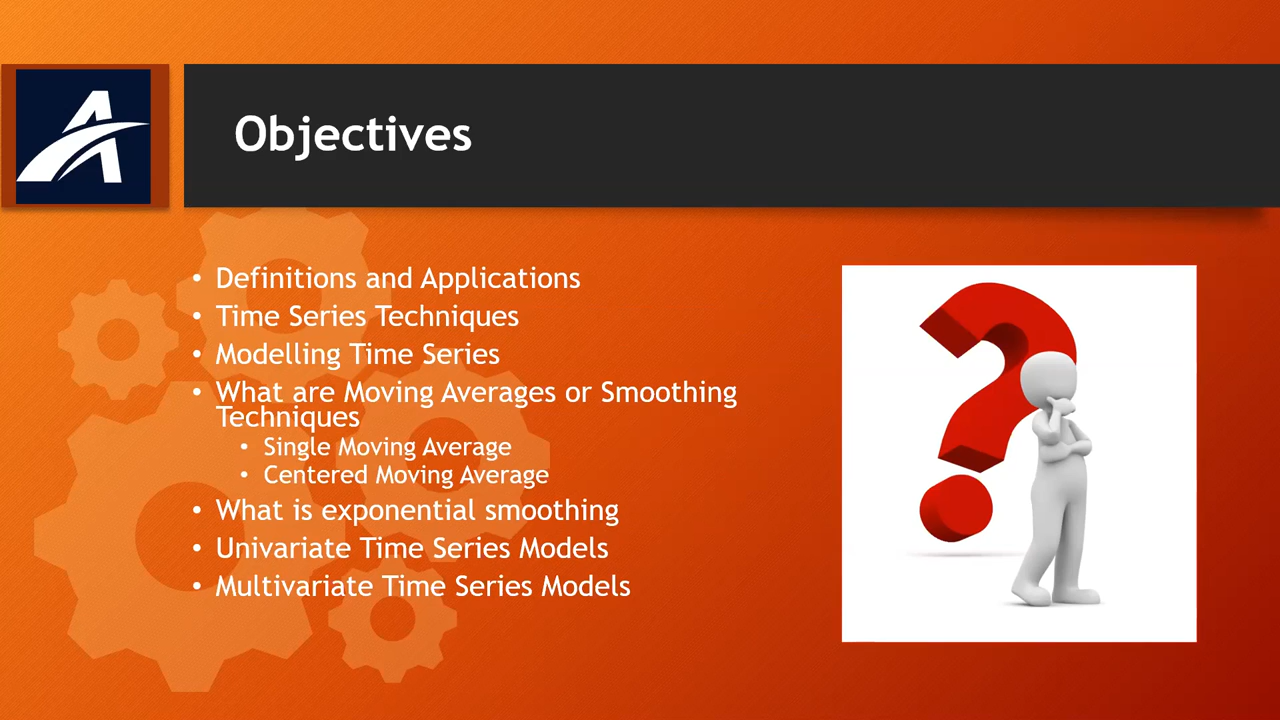 Objectives
• Definitions and Applications
• Time Series Techniques
• Modelling Time Series
• What are Moving Averages or Smoothing
Techniques
• Single Moving Average
• Centered Moving Average
• What is exponential smoothing
• Univariate Time Series Models
• Multivariate Time Series Models